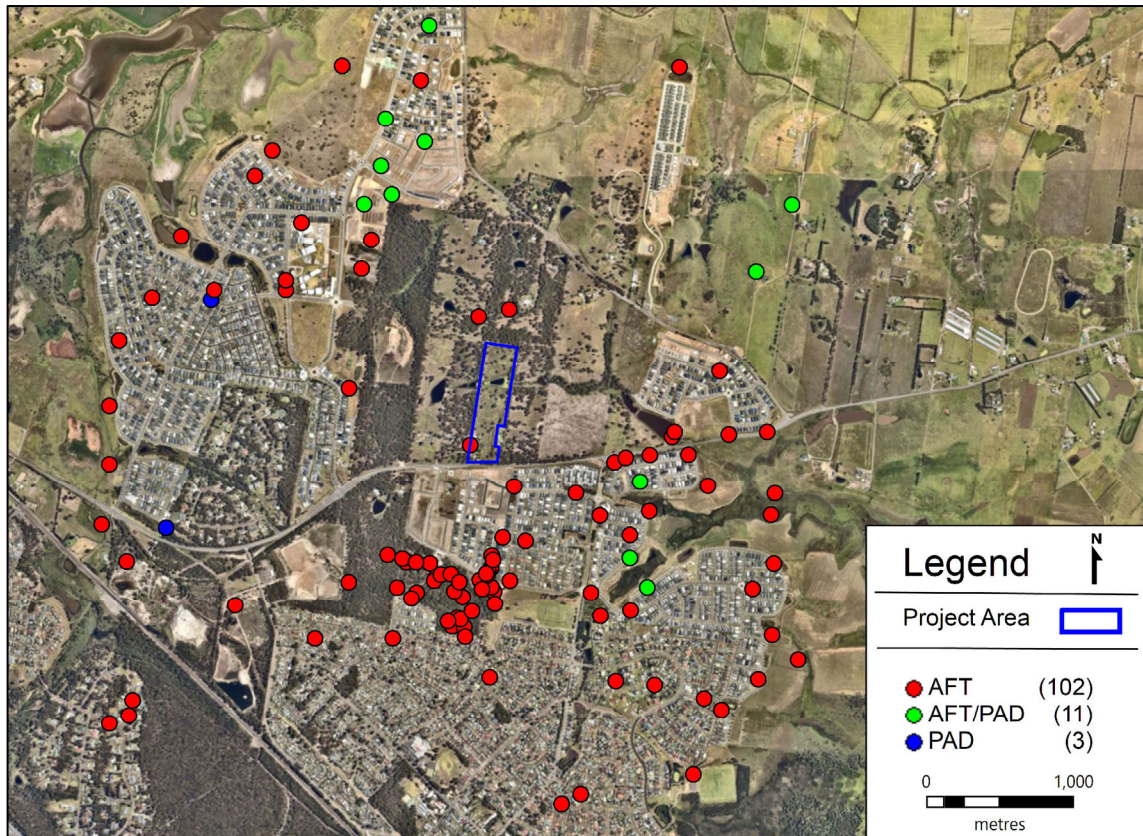 Legend
N
Project Area
AFT (102)
AFT/PAD (11)
PAD (3)
0 1,000
metres